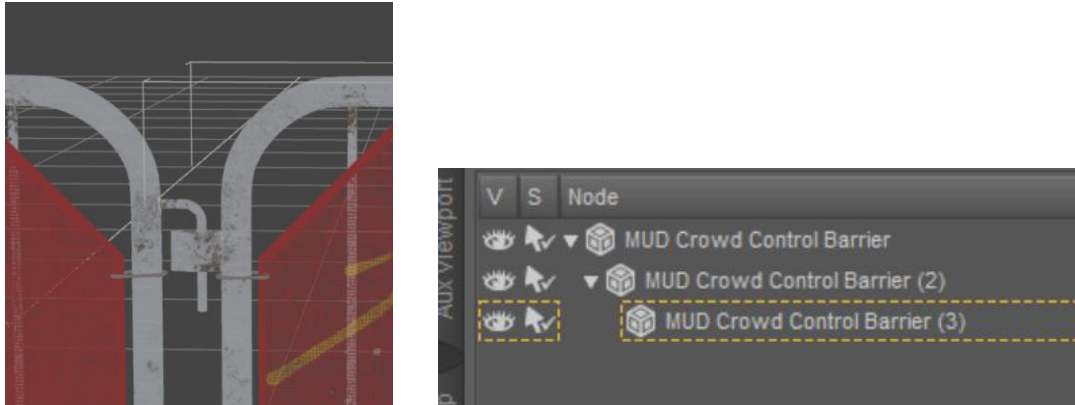 Aux Viewport
V S Node
MUD Crowd Control Barrier
MUD Crowd Control Barrier (2)
MUD Crowd Control Barrier (3)